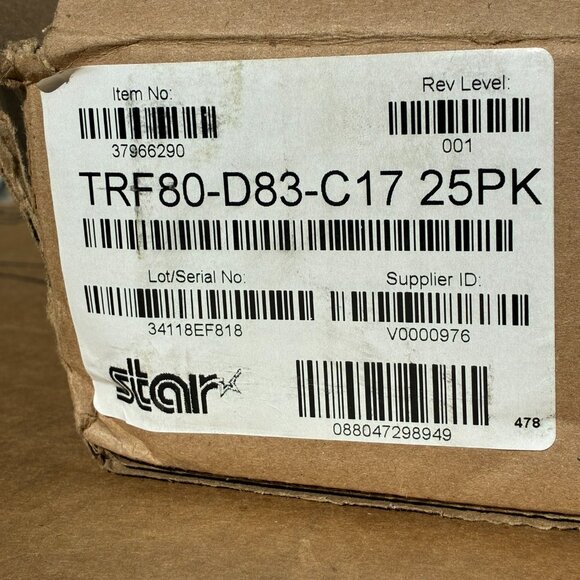 Item No:
Rev Level:
37966290
001
TRF80-D83-C17 25PK
Lot/Serial No:
Supplier ID:
34118EF818
V0000976
star
088047298949
478